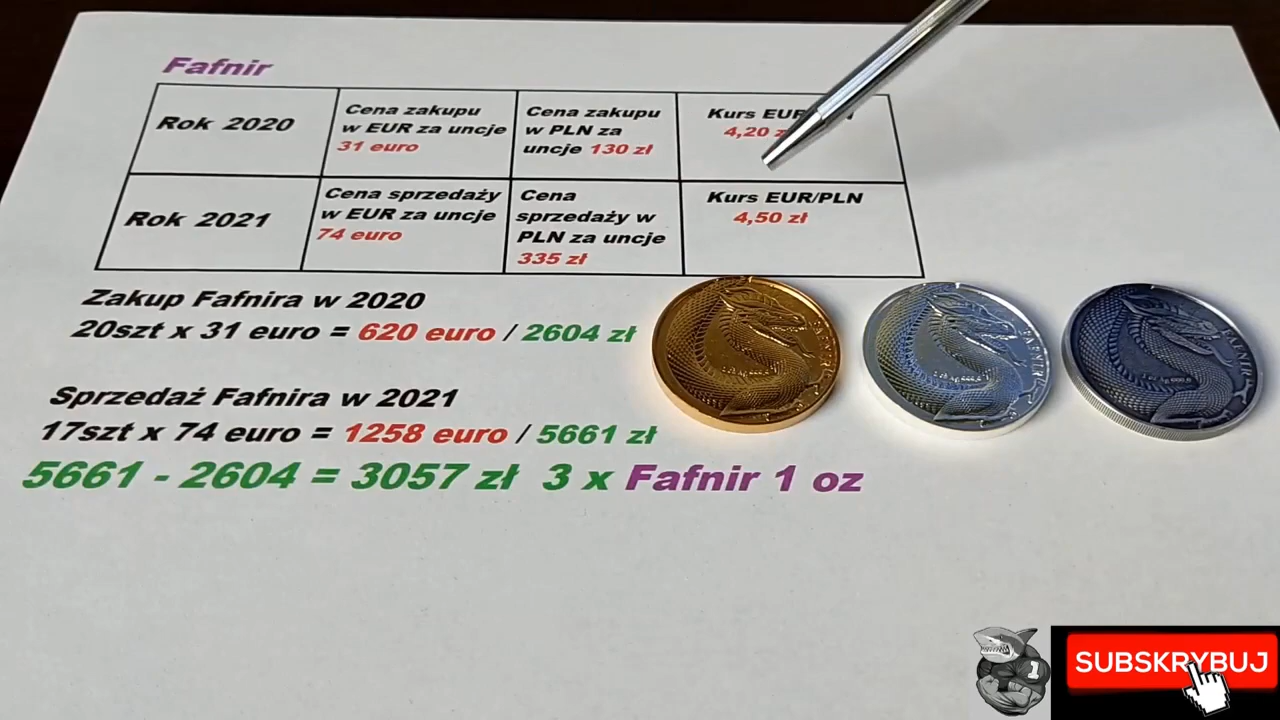 Fafnir
Rok 2020
Cena zakupu
w EUR za uncje
31 euro
Cena zakupu
w PLN za
uncje 130 zł
Kurs
4,20
Rok 2021
Cena sprzedaży
w EUR za uncje
74 euro
Cena
sprzedaży w
PLN za uncje
335 zł
Kurs EUR/PLN
4,50 zł
Zakup Fafnira w 2020
20szt x 31 euro = 620 euro / 2604 zł
Sprzedaż Fafnira w 2021
17szt x 74 euro = 1258 euro / 5661 zł
5661 - 2604 = 3057 zł 3 x Fafnir 1 oz
FAFNIR
FAFNIR
FAFNIR
1
SUBSKRYBUJ